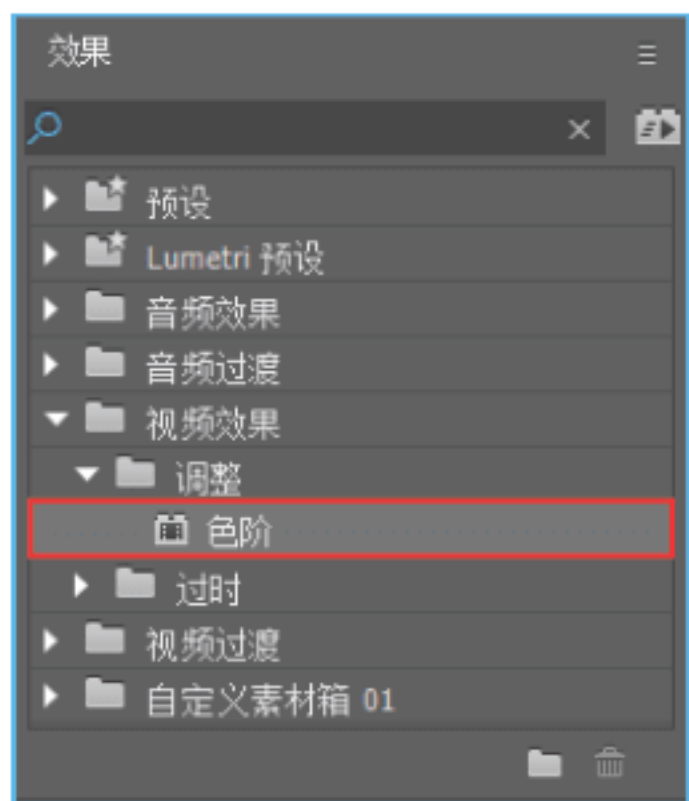 效果
预设
Lumetri 预设
音频效果
音频过渡
视频效果
调整
色阶
过时
视频过渡
自定义素材箱 01